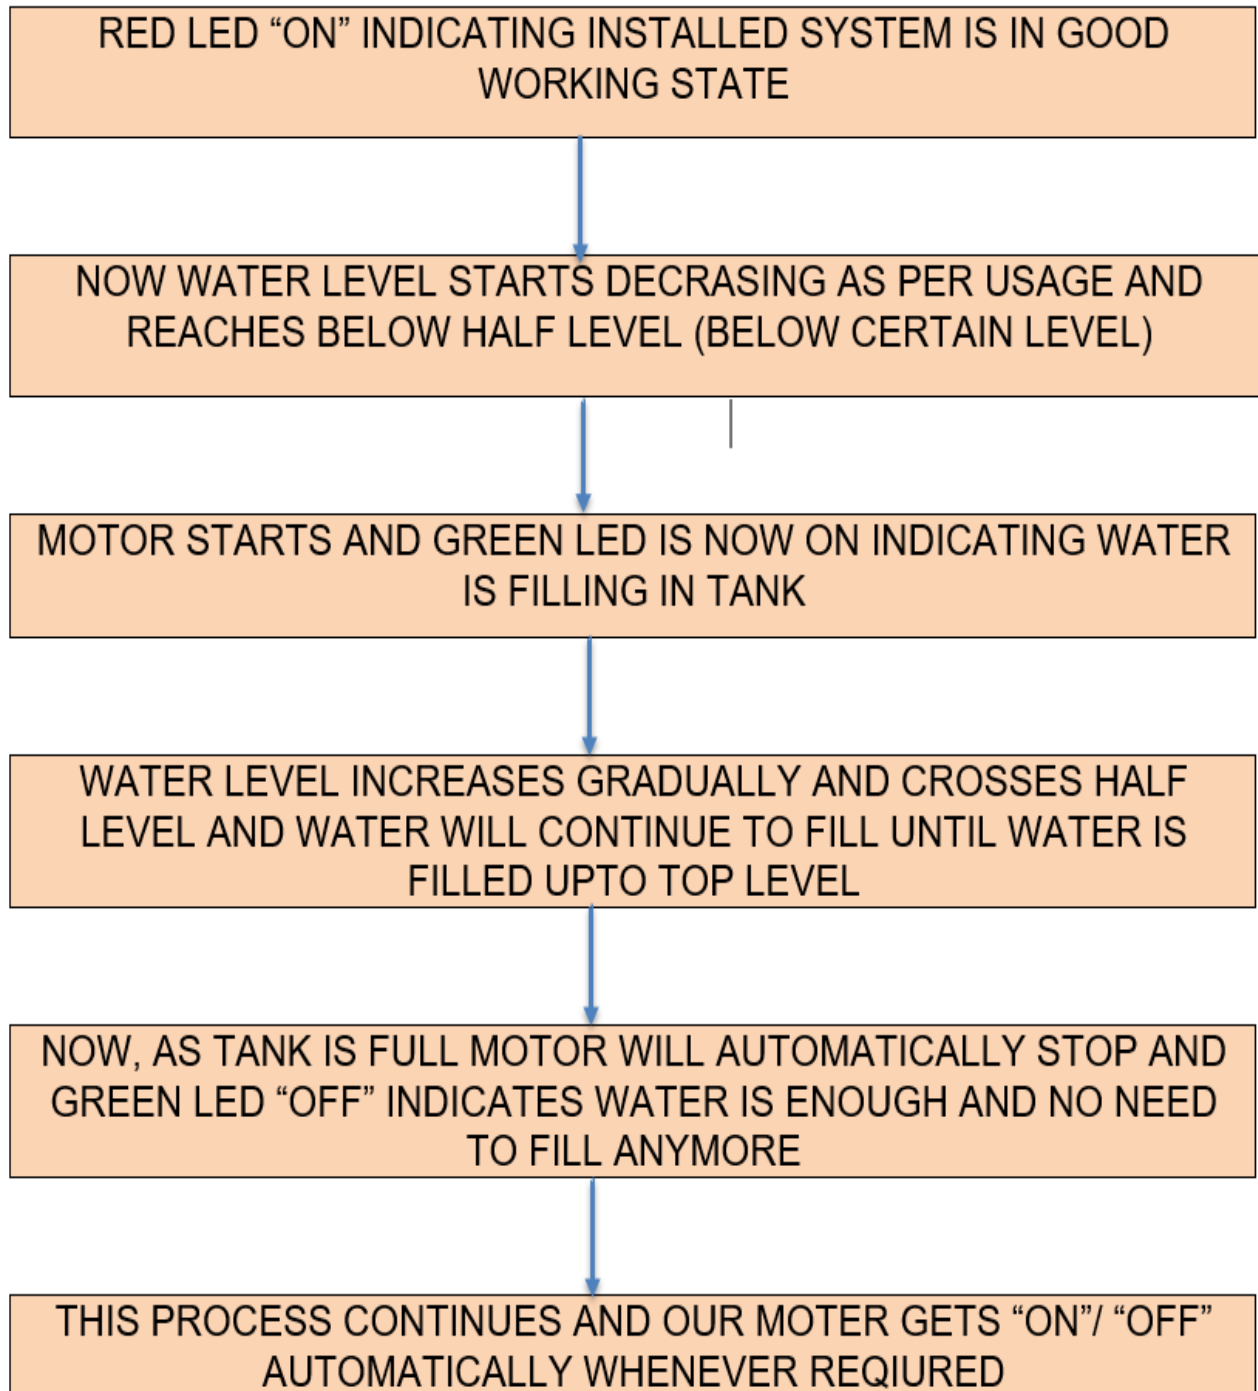 RED LED “ON” INDICATING INSTALLED SYSTEM IS IN GOOD
WORKING STATE
NOW WATER LEVEL STARTS DECRASING AS PER USAGE AND
REACHES BELOW HALF LEVEL (BELOW CERTAIN LEVEL)
MOTOR STARTS AND GREEN LED IS NOW ON INDICATING WATER
IS FILLING IN TANK
WATER LEVEL INCREASES GRADUALLY AND CROSSES HALF
LEVEL AND WATER WILL CONTINUE TO FILL UNTIL WATER IS
FILLED UPTO TOP LEVEL
NOW, AS TANK IS FULL MOTOR WILL AUTOMATICALLY STOP AND
GREEN LED “OFF” INDICATES WATER IS ENOUGH AND NO NEED
TO FILL ANYMORE
THIS PROCESS CONTINUES AND OUR MOTER GETS “ON”/ “OFF”
AUTOMATICALLY WHENEVER REQIURED